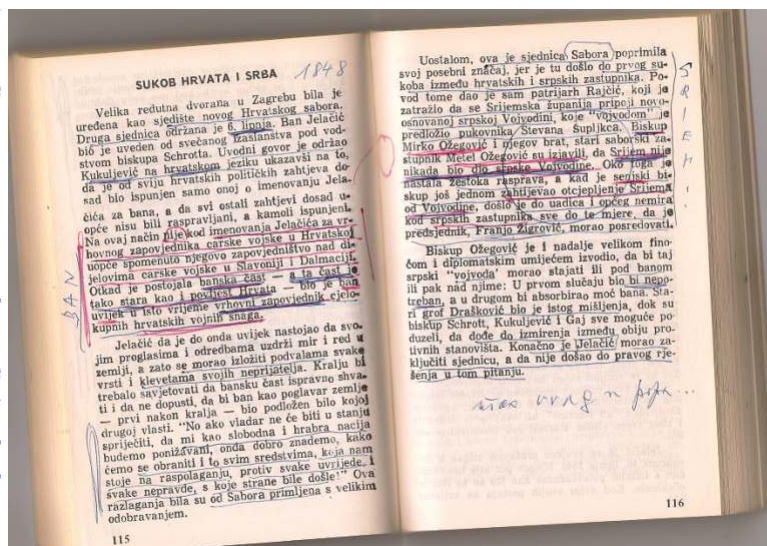 SUKOB HRVATA I SRBA
1848
Velika redutna dvorana u Zagrebu bila je
uređena kao sjedište novog Hrvatskog sabora.
Druga sjednica održana je 6. lipnja. Ban Jelačić
bio je uveden od svečanog izaslanstva pod vod-
stvom biskupa Schrotta. Uvodni govor je održao
Kukuljević na hrvatskom jeziku ukazavši na to,
da je od sviju hrvatskih političkih zahtjeva do-
sad bio ispunjen samo onoj o imenovanju Jela-
čića za bana, a da svi ostali zahtjevi dosad u-
opće nisu bili raspravljani, a kamoli ispunjeni.
Na ovaj način nije kod imenovanja Jelačića za vr-
hovnog zapovjednika carske vojske u Hrvatskoj
uopće spomenuto njegovo zapovjedništvo nad di-
jelovima carske vojske u Slavoniji i Dalmaciji.
Otkad je postojala banska čast — a ta čast je
tako stara kao i povijest Hrvata — bio je ban
uvijek u isto vrijeme vrhovni zapovjednik cjelo-
kupnih hrvatskih vojnih snaga.
BAN
Jelačić da je do onda uvijek nastojao da svo-
jim proglasima i odredbama uzdrži mir i red u
zemlji, a zato se morao izložiti podvalama svake
vrsti i klevetama svojih neprijatelja. Kralju bi
trebalo savjetovati da bansku čast ispravno shva-
ti i da ne dopusti, da bi ban kao poglavar zemlje
— prvi nakon kralja — bio podložen bilo kojoj
drugoj vlasti. "No ako vladar ne će biti u stanju
spriječiti, da mi kao slobodna i hrabra nacija
budemo ponižavani, onda dobro znademo, kako
ćemo se obraniti i to svim sredstvima, koja nam
stoje na raspolaganju, protiv svake uvrijede i
svake nepravde, s koje strane bile došle!" Ova
razlaganja bila su od Sabora primljena s velikim
odobravanjem.
115
Uostalom, ova je sjednica Sabora poprimila
svoj posebni značaj, jer je tu došlo do prvog su-
koba između hrvatskih i srpskih zastupnika. Po-
vod tome dao je sam patrijarh Rajčić, koji je
zatražio da se Srijemska županija pripoji novo-
osnovanoj srpskoj Vojvodini, koje "vojvodom" je
predložio pukovnika Stevana Šupljkca. Biskup
Mirko Ožegović i njegov brat, stari saborski za-
stupnik Metel Ožegović su izjavili, da Srijem nije
nikada bio dio srpske Vojvodine. Oko toga je
nastala žestoka rasprava, a kad je senjski bi-
skup još jednom zahtijevao otcjepljenje Srijema
od Vojvodine, došlo je do uadica i općeg nemira
kod srpskih zastupnika sve do te mjere, da je
predsjednik, Franjo Žigrović, morao posredovati.
Biskup Ožegović je i nadalje velikom fino-
ćom i diplomatskim umijećem izvodio, da bi taj
srpski "vojvoda' morao stajati ili pod banom
ili pak nad njime: U prvom slučaju bio bi nepo-
treban, a u drugom bi absorbirao moć bana. Sta-
ri grof Drašković bio je istog mišljenja, dok su
biskup Schrott, Kukuljević i Gaj sve moguće po-
duzeli, da dođe do izmirenja između obiju pro-
tivnih stanovišta. Konačno je Jelačić morao za-
ključiti sjednicu, a da nije došao do pravog rje-
šenja u tom pitanju.
116